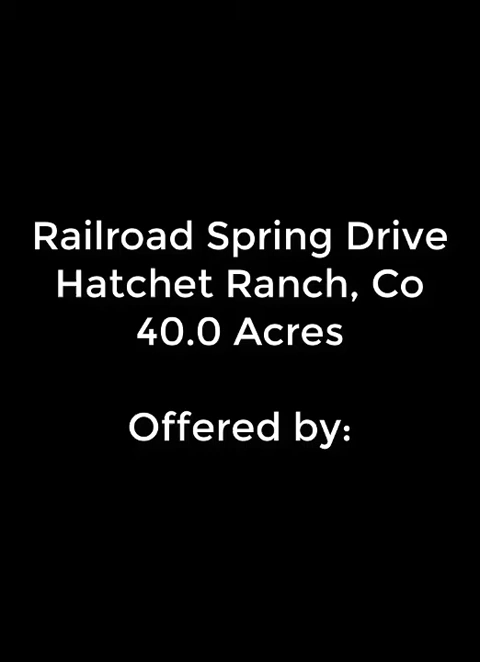 Railroad Spring Drive
Hatchet Ranch, Co
40.0 Acres
Offered by: